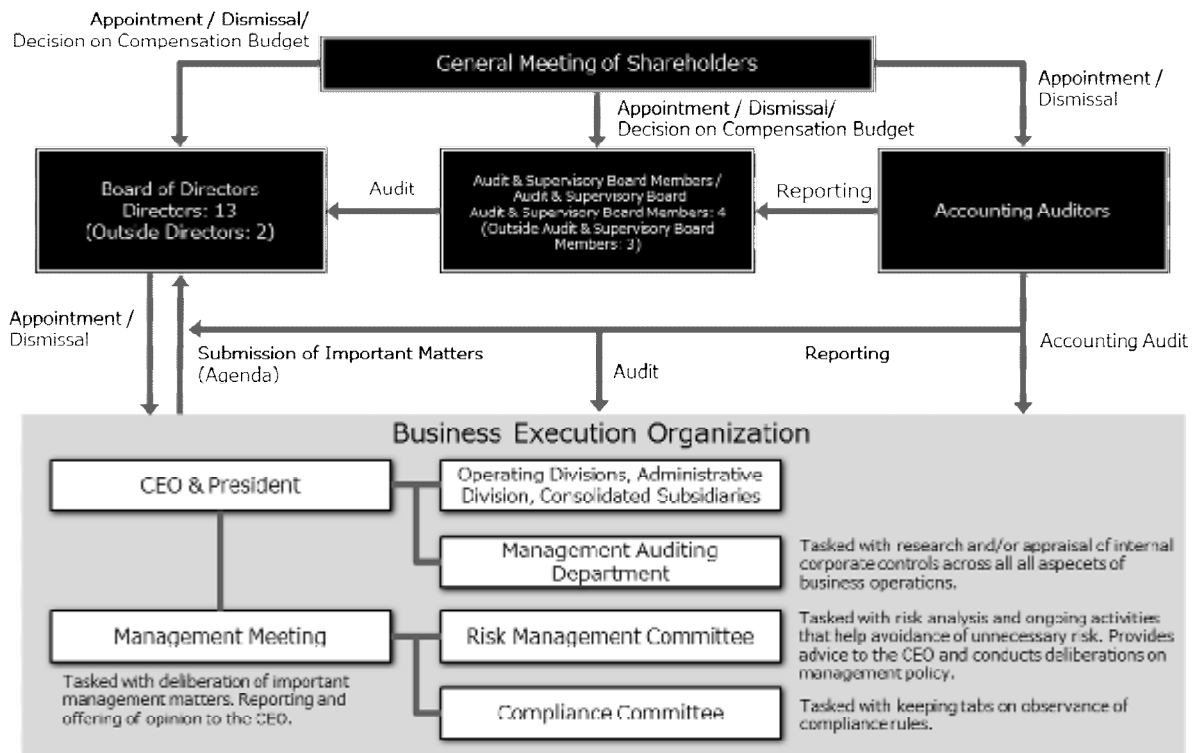 Appointment / Dismissal/
Decision on Compensation Budget
General Meeting of Shareholders
Appointment / Dismissal/
Decision on Compensation Budget
Appointment /
Dismissal
Board of Directors
Directors: 13
(Outside Directors: 2)
Audit
Audit & Supervisory Board Members /
Audit & Supervisory Board
Audit & Supervisory Board Members: 4
(Outside Audit & Supervisory Board
Members: 3)
Reporting
Accounting Auditors
Appointment /
Dismissal
Submission of Important Matters
(Agenda)
Audit
Reporting
Accounting Audit
Business Execution Organization
CEO & President
Operating Divisions, Administrative
Division, Consolidated Subsidiaries
Management Auditing
Department
Tasked with research and/or appraisal of internal
corporate controls across all all aspecets of
business operations.
Management Meeting
Tasked with deliberation of important
management matters. Reporting and
offering of opinion to the CEO.
Risk Management Committee
Tasked with risk analysis and ongoing activities
that help avoidance of unnecessary risk. Provides
advice to the CEO and conducts deliberations on
management policy.
Compliance Committee
Tasked with keeping tabs on observance of
compliance rules.